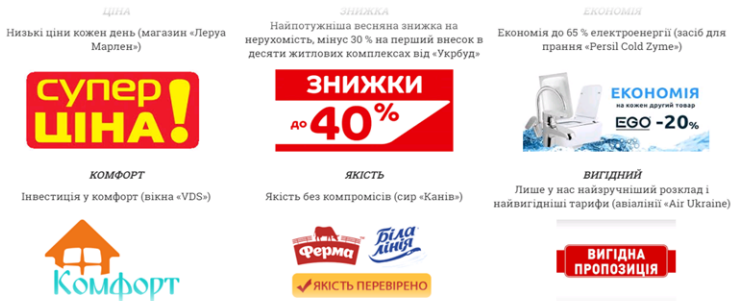 ЦІНА
Низькі ціни кожен день (магазин «Леруа
Марлен»)
супер
ЦІНА!
КОМФОРТ
Інвестиція у комфорт (вікна «VDS»)
Комфорт
ЗНИЖКА
Найпотужніша весняна знижка на
нерухомість, мінус 30 % на перший внесок в
десяти житлових комплексах від «Укрбуд»
ЗНИЖКИ
до 40%
ЯКІСТЬ
Якість без компромісів (сир «Канів»)
Ферма
Біла
лінія
ЯКІСТЬ ПЕРЕВІРЕНО
ЕКОНОМІЯ
Економія до 65 % електроенергії (засіб для
прання «Persil Cold Zyme»)
ЕКОНОМІЯ
на кожен другий товар
EGO -20%
ВИГІДНИЙ
Лише у нас найзручніший розклад і
найвигідніші тарифи (авіалінії «Air Ukraine)
ВИГІДНА
ПРОПОЗИЦІЯ